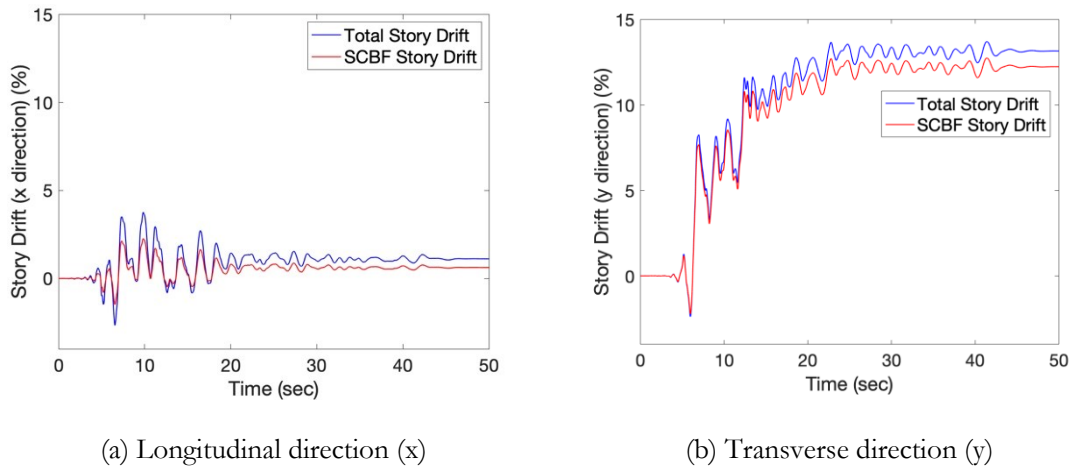 15
10
5
0
Story Drift (x direction) (%)
Total Story Drift
SCBF Story Drift
0 10 20 30 40 50
Time (sec)
(a) Longitudinal direction (x)
15
10
5
0
Story Drift (y direction) (%)
Total Story Drift
SCBF Story Drift
0 10 20 30 40 50
Time (sec)
(b) Transverse direction (y)